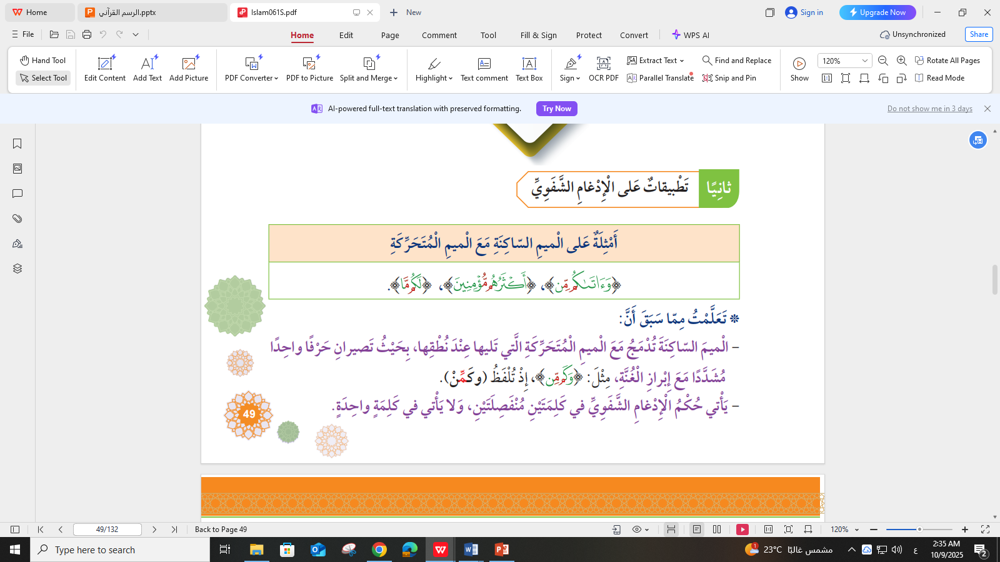 Home
الرسم القرآني.pptx
Islam061S.pdf
New
Sign in
Upgrade Now
File
Home Edit Page Comment Tool Fill & Sign Protect Convert WPS AI
Unsynchronized
Share
Hand Tool
Select Tool
Edit Content Add Text Add Picture
PDF Converter PDF to Picture Split and Merge
Highlight Text comment Text Box
Sign OCR PDF
Extract Text
Parallel Translate
Find and Replace
Snip and Pin
Show
120%
Rotate All Pages
Read Mode
AI-powered full-text translation with preserved formatting. Try Now
Do not show me in 3 days
ثانِيًا تَطْبيقاتٌ عَلى الْإِدْغامِ الشَّفَوِيِّ
أَمْثِلَةٌ عَلى الْميمِ السّاكِنَةِ مَعَ الْميمِ الْمُتَحَرِّكَةِ
﴿وَءَاتَىٰكُم مِّن﴾، ﴿أَكۡثَرُهُم مُّؤۡمِنِينَ﴾، ﴿لَكُم مَّا﴾.
❊ تَعَلَّمْتُ مِمّا سَبَقَ أَنَّ:
– الْميمَ السّاكِنَةَ تُدْمَجُ مَعَ الْميمِ الْمُتَحَرِّكَةِ الَّتي تَليها عِنْدَ نُطْقِها، بِحَيْثُ تَصيرانِ حَرْفًا واحِدًا
مُشَدَّدًا مَعَ إِبْرازِ الْغُنَّةِ، مِثْلَ: ﴿وَكَم مِّن﴾، إِذْ تُلْفَظُ (وكَمِّنْ).
– يَأْتي حُكْمُ الْإِدْغامِ الشَّفَوِيِّ في كَلِمَتَيْنِ مُنْفَصِلَتَيْنِ، وَلا يَأْتي في كَلِمَةٍ واحِدَةٍ.
49
49/132
Back to Page 49
120%
Type here to search
1
23°C مشمس غالبًا
ع
2:35 AM
10/9/2025
2